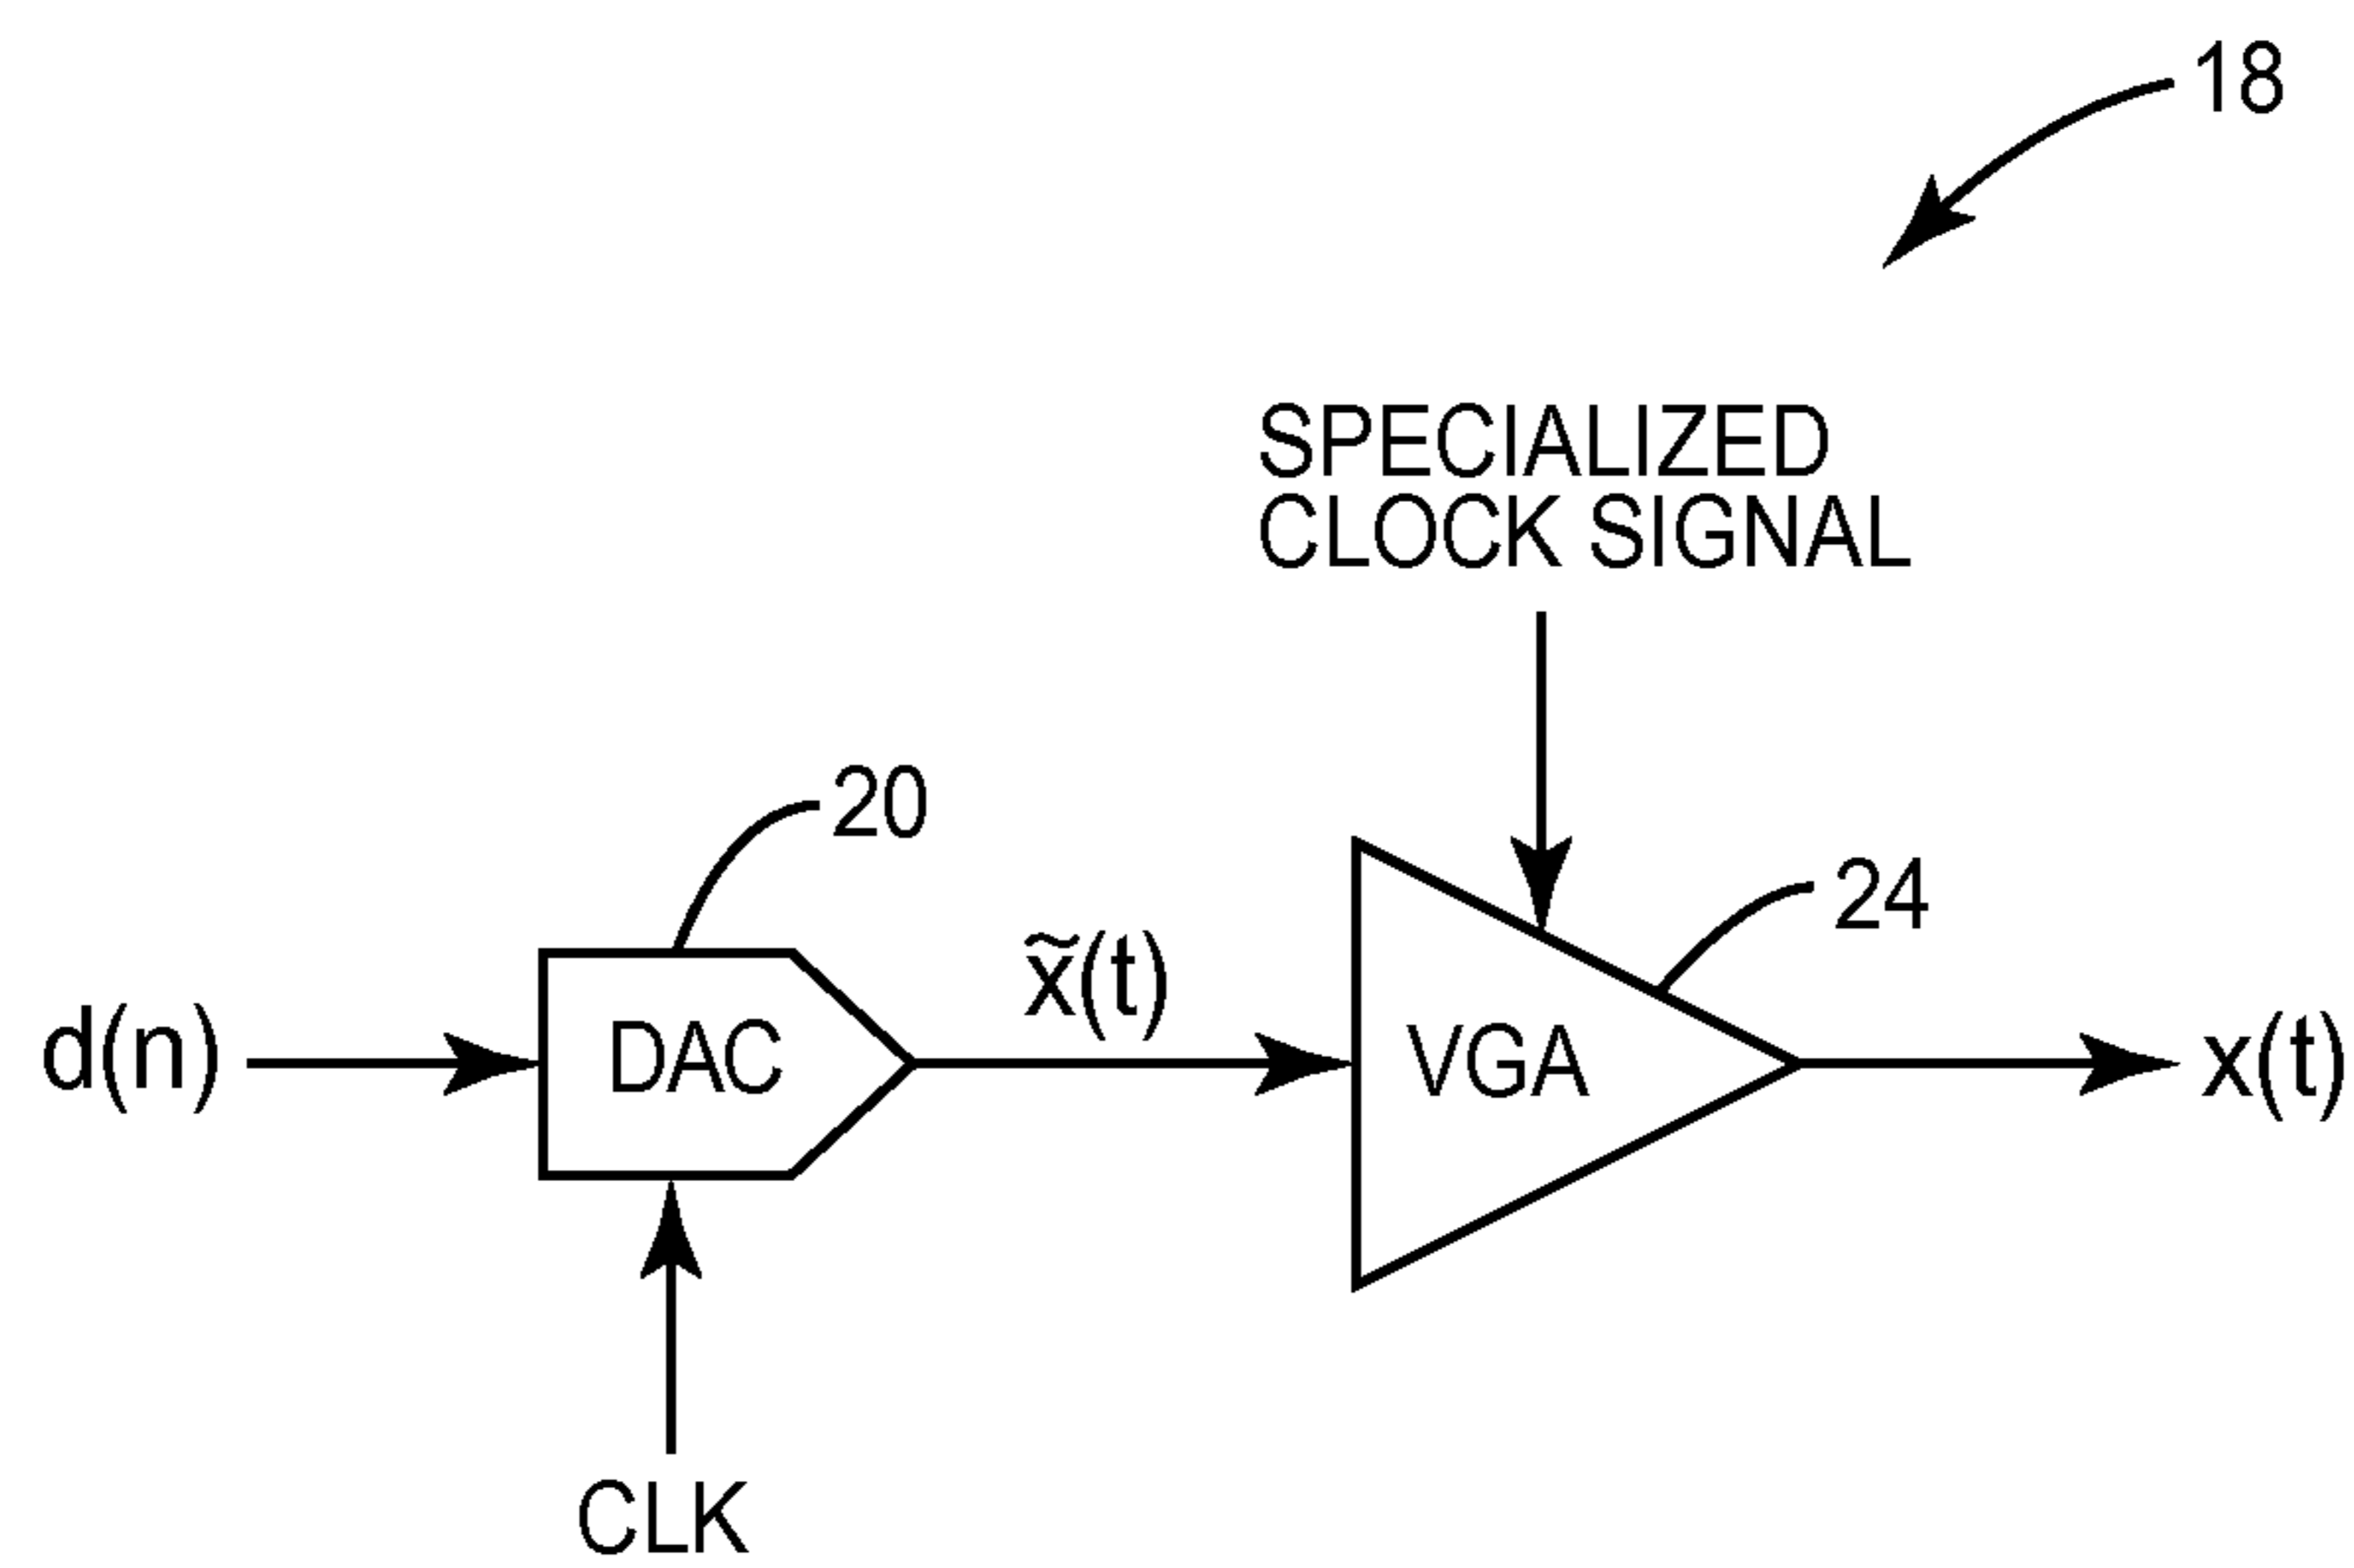 18
SPECIALIZED
CLOCK SIGNAL
20
24
d(n)
DAC
x̃(t)
VGA
x(t)
CLK